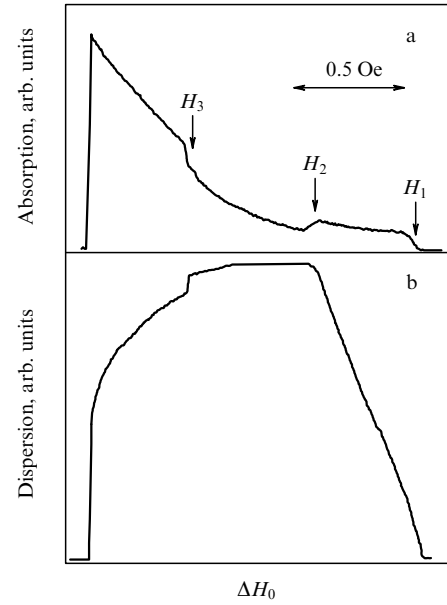 a
0.5 Oe
H₃
H₂
H₁
Absorption, arb. units
b
Dispersion, arb. units
ΔH₀